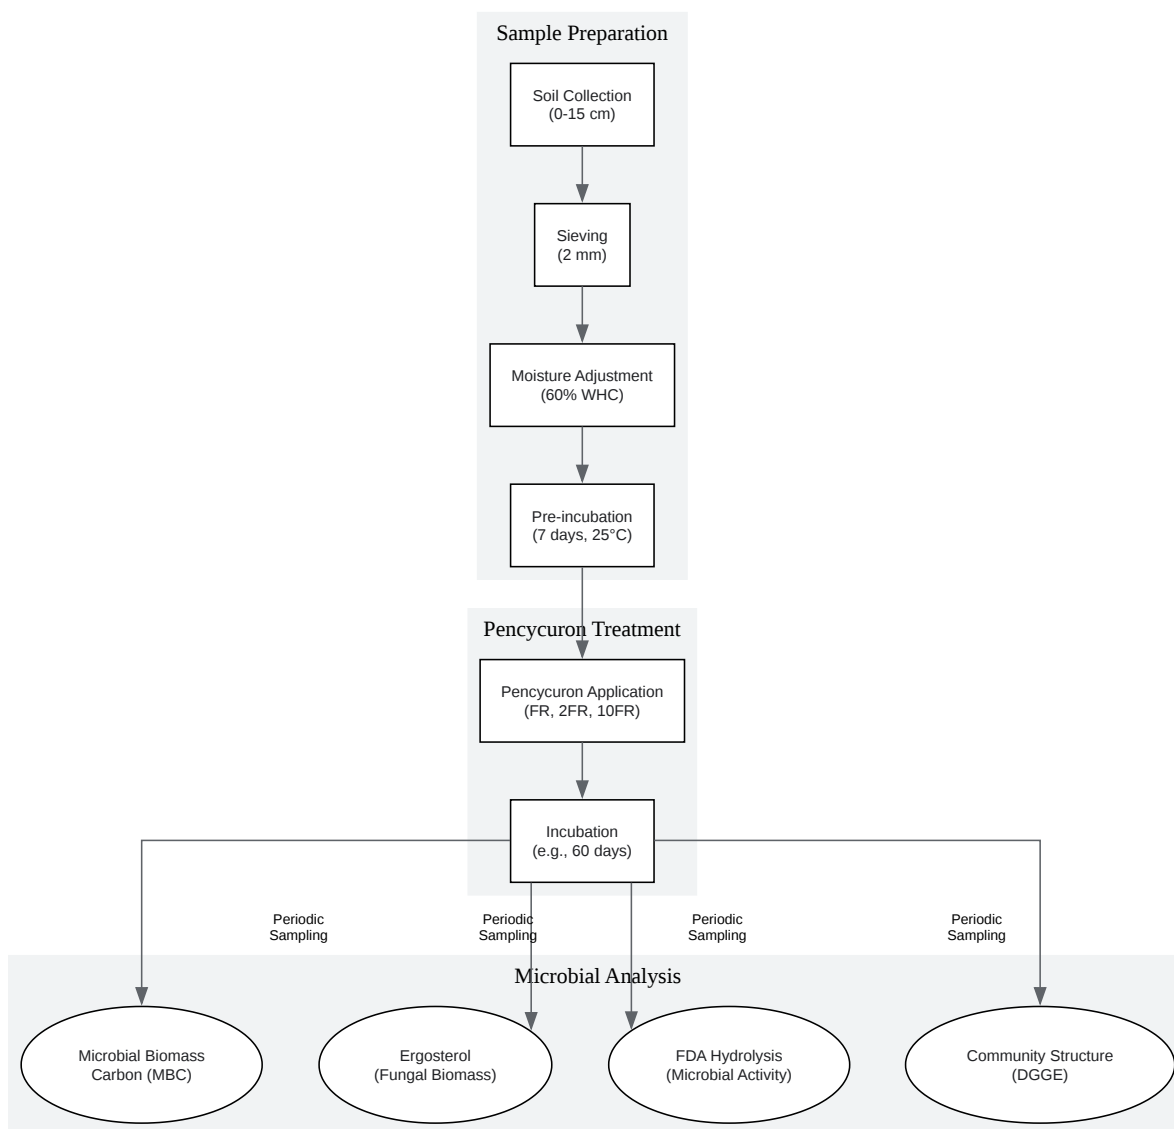 Sample Preparation
Soil Collection
(0-15 cm)
Sieving
(2 mm)
Moisture Adjustment
(60% WHC)
Pre-incubation
(7 days, 25°C)
Pencycuron Treatment
Pencycuron Application
(FR, 2FR, 10FR)
Incubation
(e.g., 60 days)
Periodic
Sampling
Periodic
Sampling
Periodic
Sampling
Periodic
Sampling
Microbial Analysis
Microbial Biomass
Carbon (MBC)
Ergosterol
(Fungal Biomass)
FDA Hydrolysis
(Microbial Activity)
Community Structure
(DGGE)